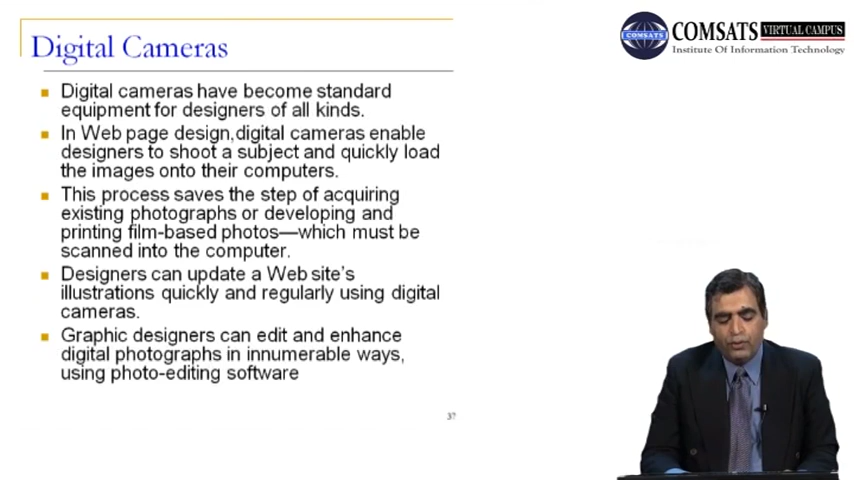 Digital Cameras
Digital cameras have become standard
equipment for designers of all kinds.
In Web page design, digital cameras enable
designers to shoot a subject and quickly load
the images onto their computers.
This process saves the step of acquiring
existing photographs or developing and
printing film-based photos—which must be
scanned into the computer.
Designers can update a Web site's
illustrations quickly and regularly using digital
cameras.
Graphic designers can edit and enhance
digital photographs in innumerable ways,
using photo-editing software
37
COMSATS
COMSATS VIRTUAL CAMPUS
Institute Of Information Technology